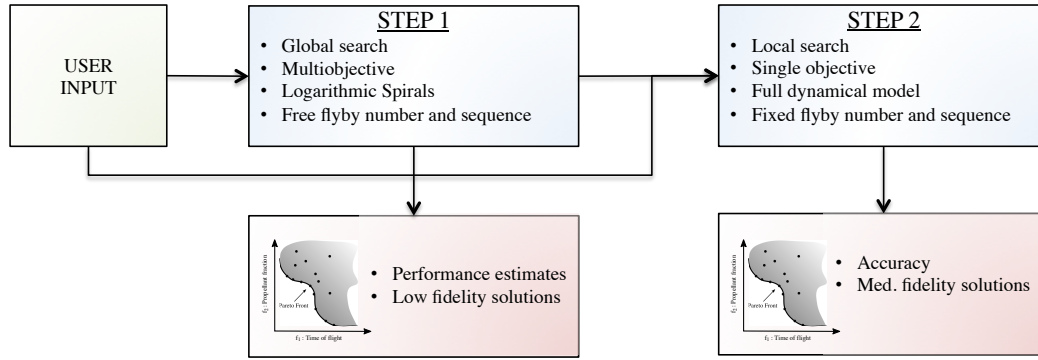 USER
INPUT
STEP 1
• Global search
• Multiobjective
• Logarithmic Spirals
• Free flyby number and sequence
STEP 2
• Local search
• Single objective
• Full dynamical model
• Fixed flyby number and sequence
f₂ : Propellant fraction
Pareto Front
f₁ : Time of flight
• Performance estimates
• Low fidelity solutions
f₂ : Propellant fraction
Pareto Front
f₁ : Time of flight
• Accuracy
• Med. fidelity solutions